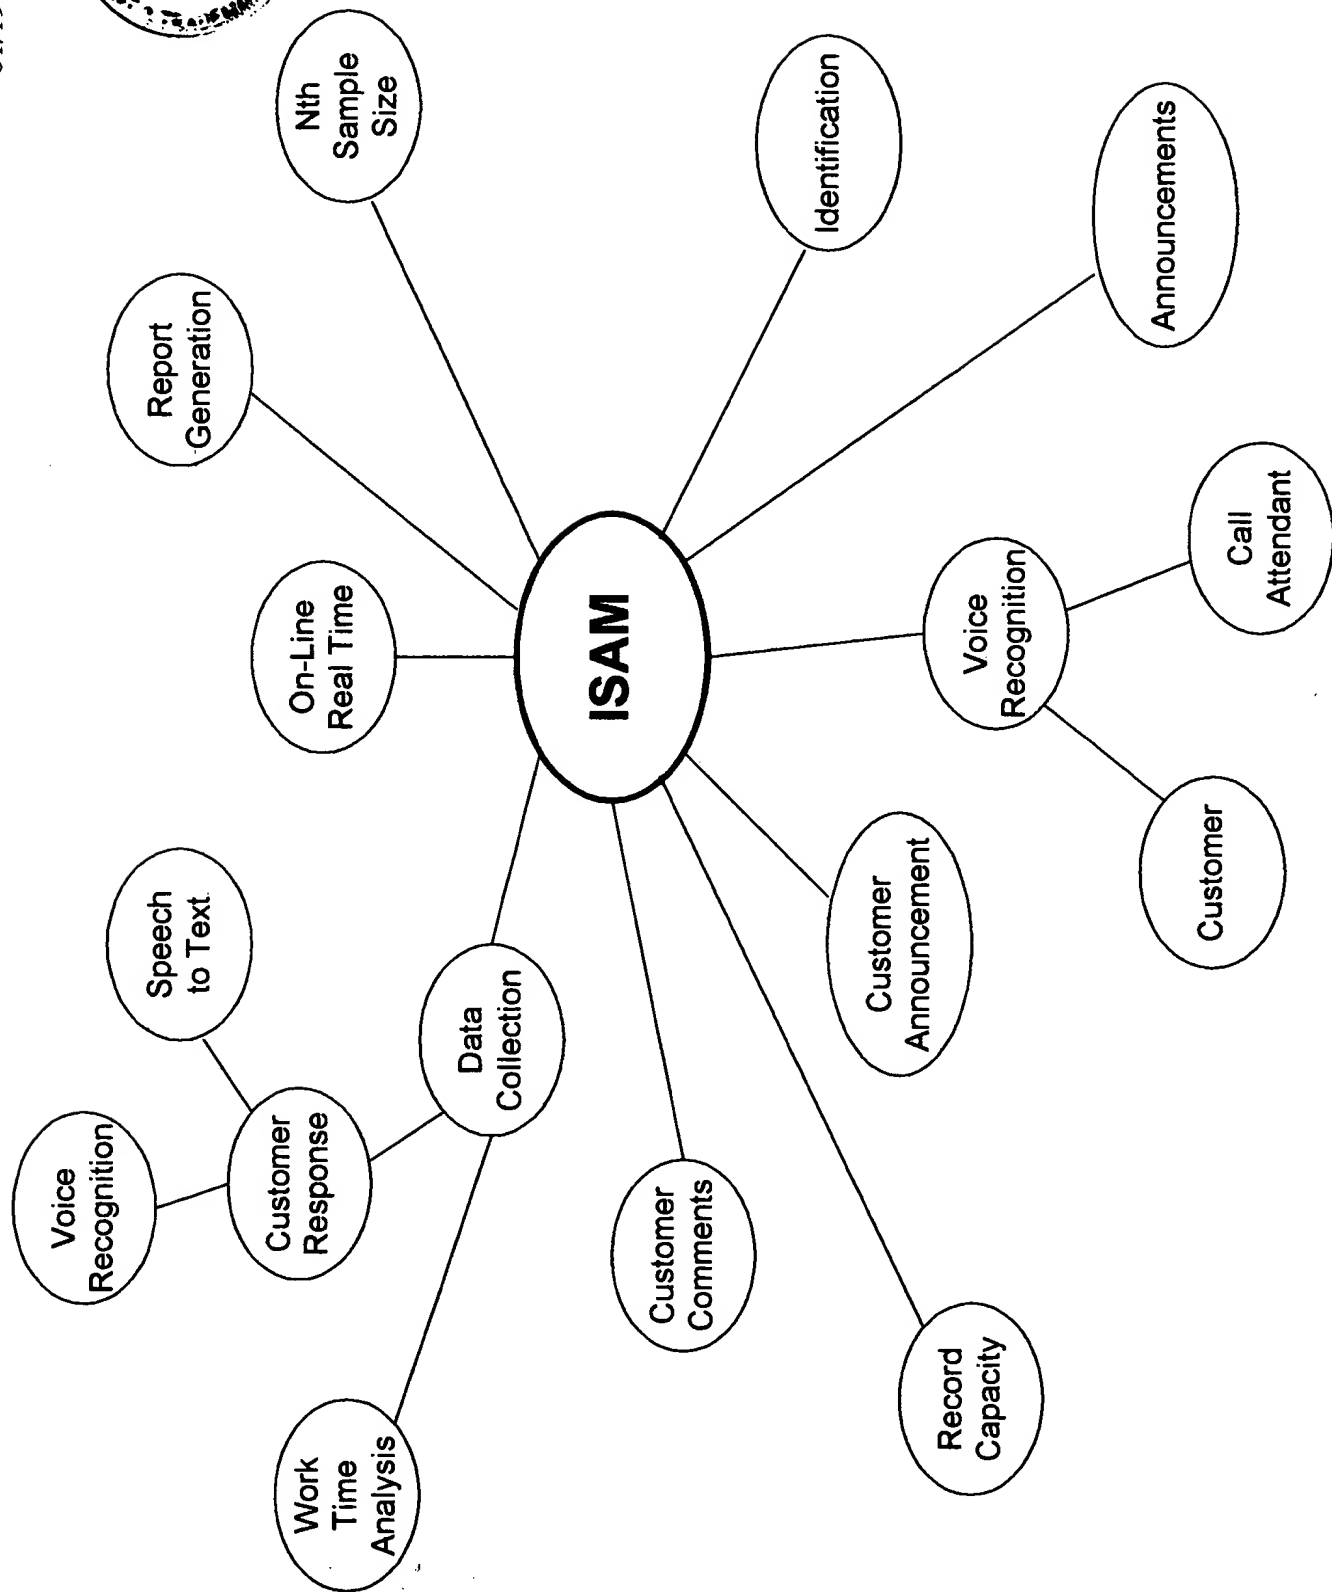 Voice
Recognition
Speech
to Text
Customer
Response
Work
Time
Analysis
Data
Collection
On-Line
Real Time
Report
Generation
Nth
Sample
Size
ISAM
Customer
Comments
Record
Capacity
Customer
Announcement
Voice
Recognition
Customer
Call
Attendant
Identification
Announcements